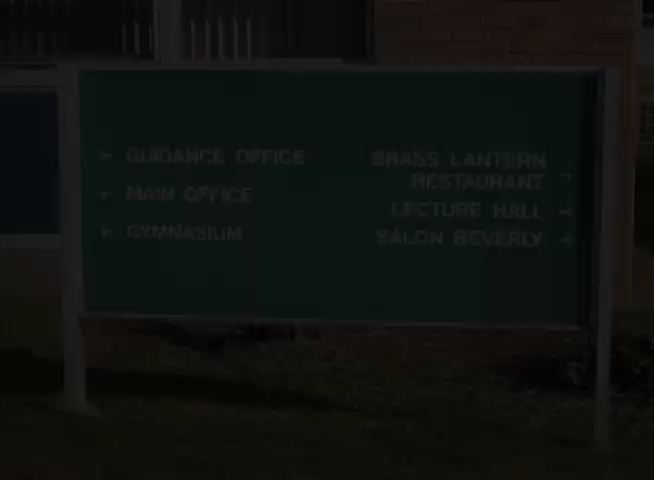 ← GUIDANCE OFFICE
← MAIN OFFICE
← GYMNASIUM
BRASS LANTERN
RESTAURANT →
LECTURE HALL →
SALON BEVERLY →